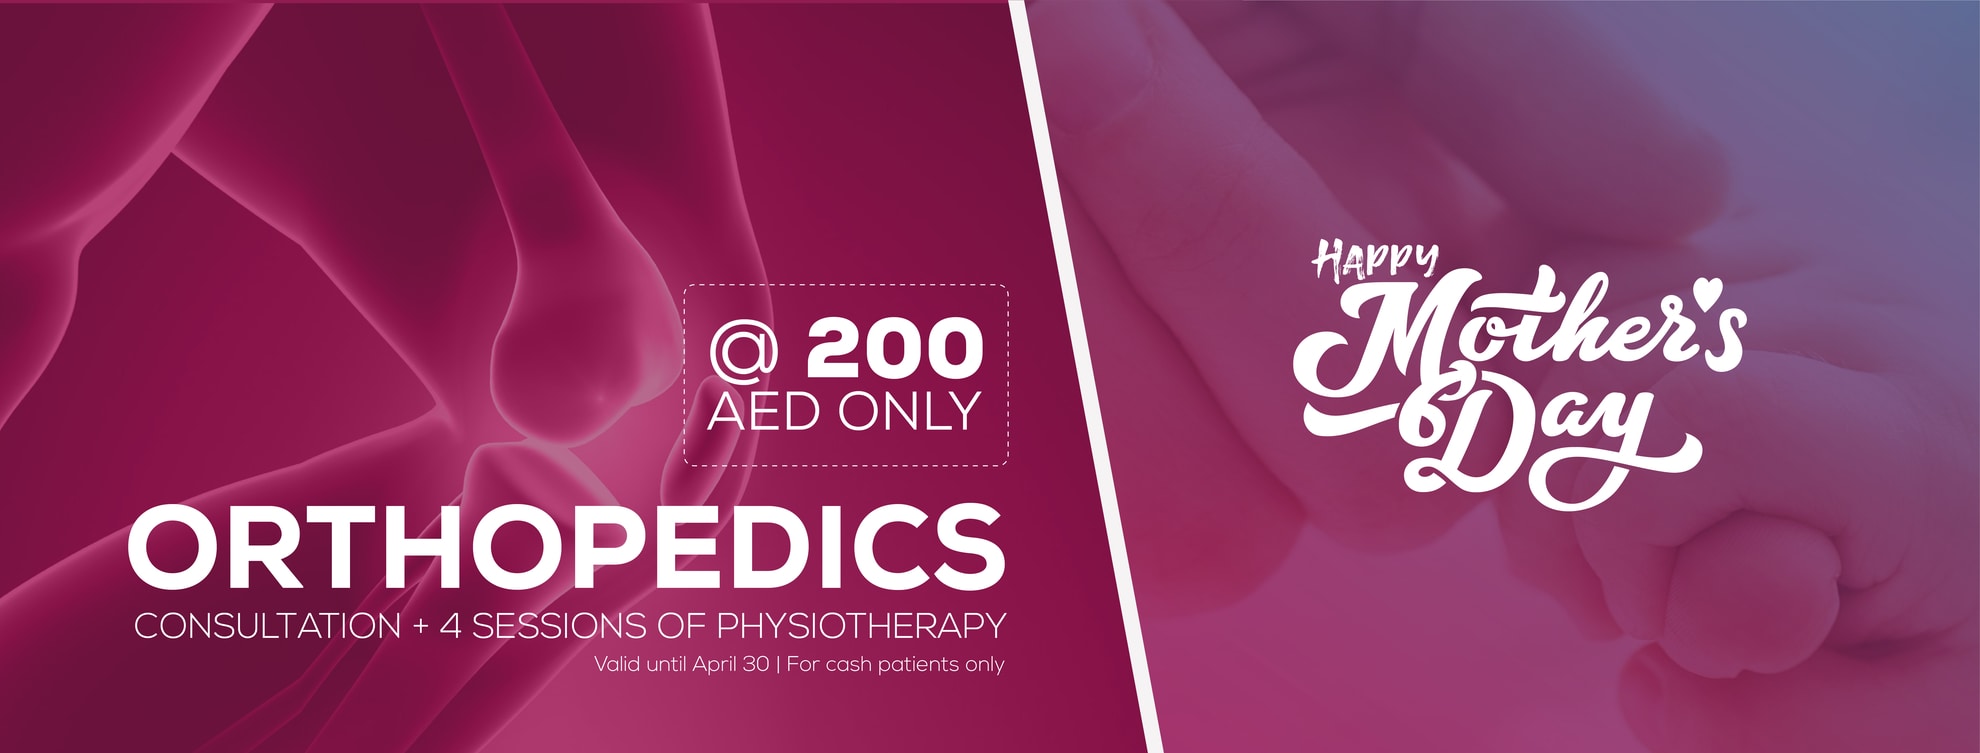 @ 200
AED ONLY
ORTHOPEDICS
CONSULTATION + 4 SESSIONS OF PHYSIOTHERAPY
Valid until April 30 | For cash patients only
HAPPY
Mother's
Day